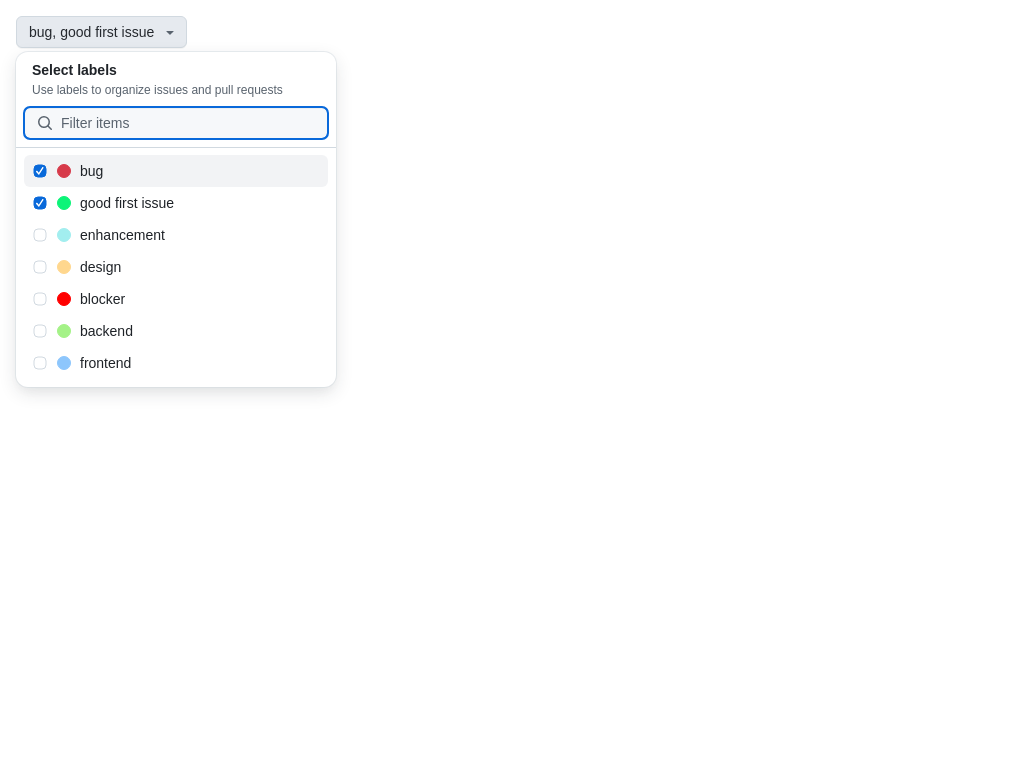 bug, good first issue
Select labels
Use labels to organize issues and pull requests
Filter items
bug
good first issue
enhancement
design
blocker
backend
frontend